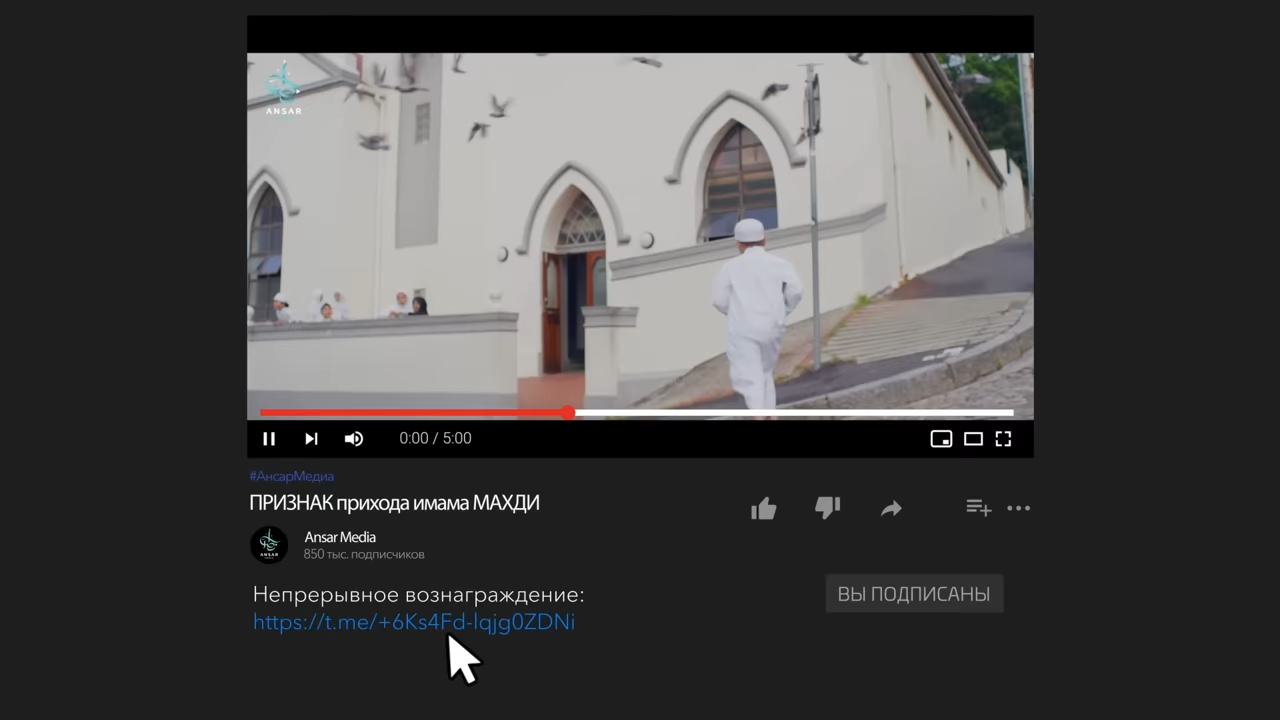 ANSAR
0:00 / 5:00
#АнсарМедиа
ПРИЗНАК прихода имама МАХДИ
Ansar Media
850 тыс. подписчиков
ANSAR
Непрерывное вознаграждение:
ВЫ ПОДПИСАНЫ
https://t.me/+6Ks4Fd-lqjg0ZDNi